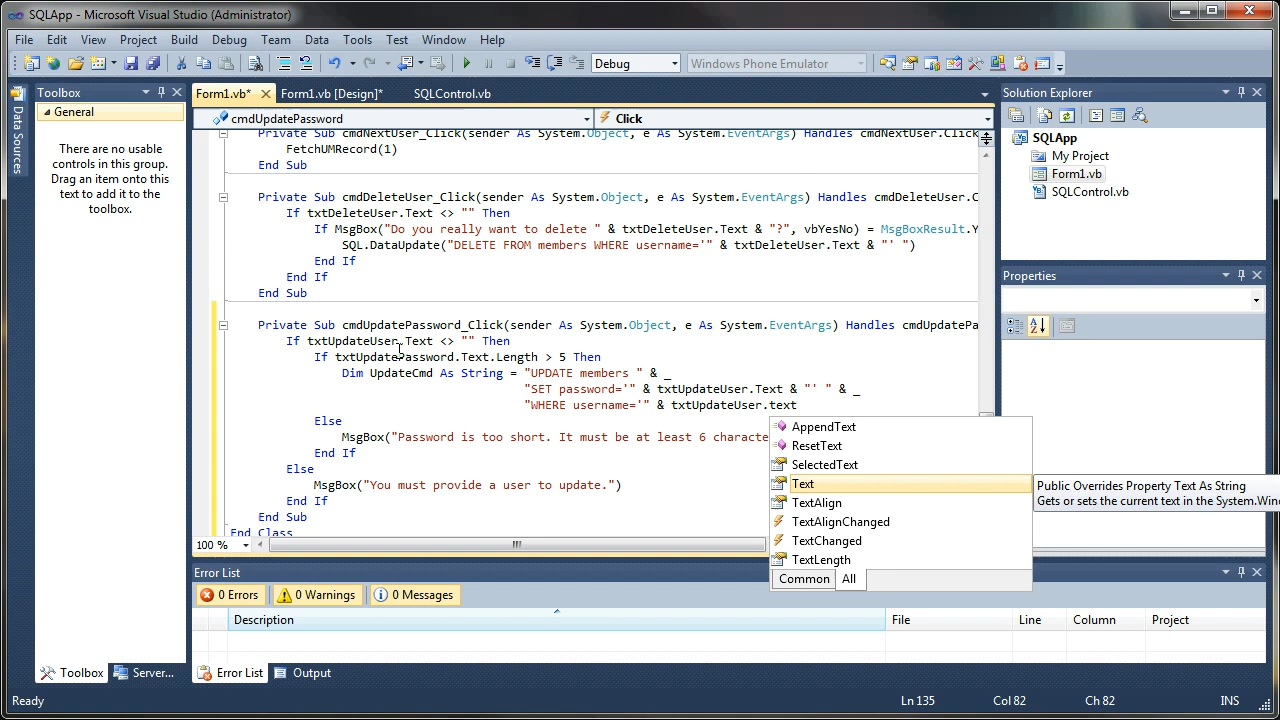 SQLApp - Microsoft Visual Studio (Administrator)
File Edit View Project Build Debug Team Data Tools Test Window Help
Debug Windows Phone Emulator
Data Sources
Toolbox
General
There are no usable
controls in this group.
Drag an item onto this
text to add it to the
toolbox.
Form1.vb* Form1.vb [Design]* SQLControl.vb
cmdUpdatePassword Click
Private Sub cmdNextUser_Click(sender As System.Object, e As System.EventArgs) Handles cmdNextUser.Click
FetchUMRecord(1)
End Sub
Private Sub cmdDeleteUser_Click(sender As System.Object, e As System.EventArgs) Handles cmdDeleteUser.C
If txtDeleteUser.Text <> "" Then
If MsgBox("Do you really want to delete " & txtDeleteUser.Text & "?", vbYesNo) = MsgBoxResult.Y
SQL.DataUpdate("DELETE FROM members WHERE username='" & txtDeleteUser.Text & "' ")
End If
End If
End Sub
Private Sub cmdUpdatePassword_Click(sender As System.Object, e As System.EventArgs) Handles cmdUpdatePa
If txtUpdateUser.Text <> "" Then
If txtUpdatePassword.Text.Length > 5 Then
Dim UpdateCmd As String = "UPDATE members " & _
"SET password='" & txtUpdateUser.Text & "' " & _
"WHERE username='" & txtUpdateUser.text
Else
MsgBox("Password is too short. It must be at least 6 characte
End If
Else
MsgBox("You must provide a user to update.")
End If
End Sub
End Class
100 %
AppendText
ResetText
SelectedText
Text
TextAlign
TextAlignChanged
TextChanged
TextLength
Common All
Public Overrides Property Text As String
Gets or sets the current text in the System.Wind
Solution Explorer
SQLApp
My Project
Form1.vb
SQLControl.vb
Properties
Error List
0 Errors 0 Warnings 0 Messages
Description File Line Column Project
Toolbox Server... Error List Output
Ready Ln 135 Col 82 Ch 82 INS